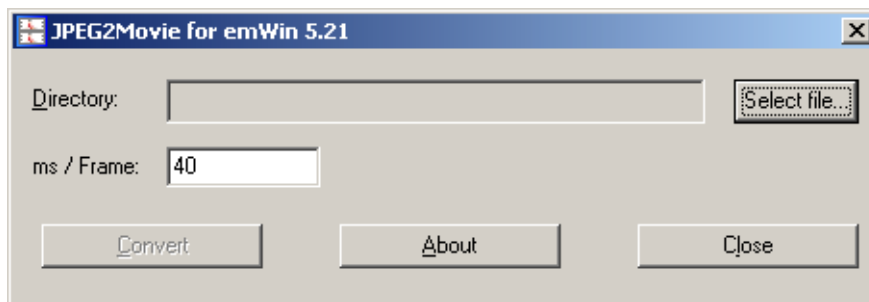 JPEG2Movie for emWin 5.21
Directory: Select file...
ms / Frame: 40
Convert About Close